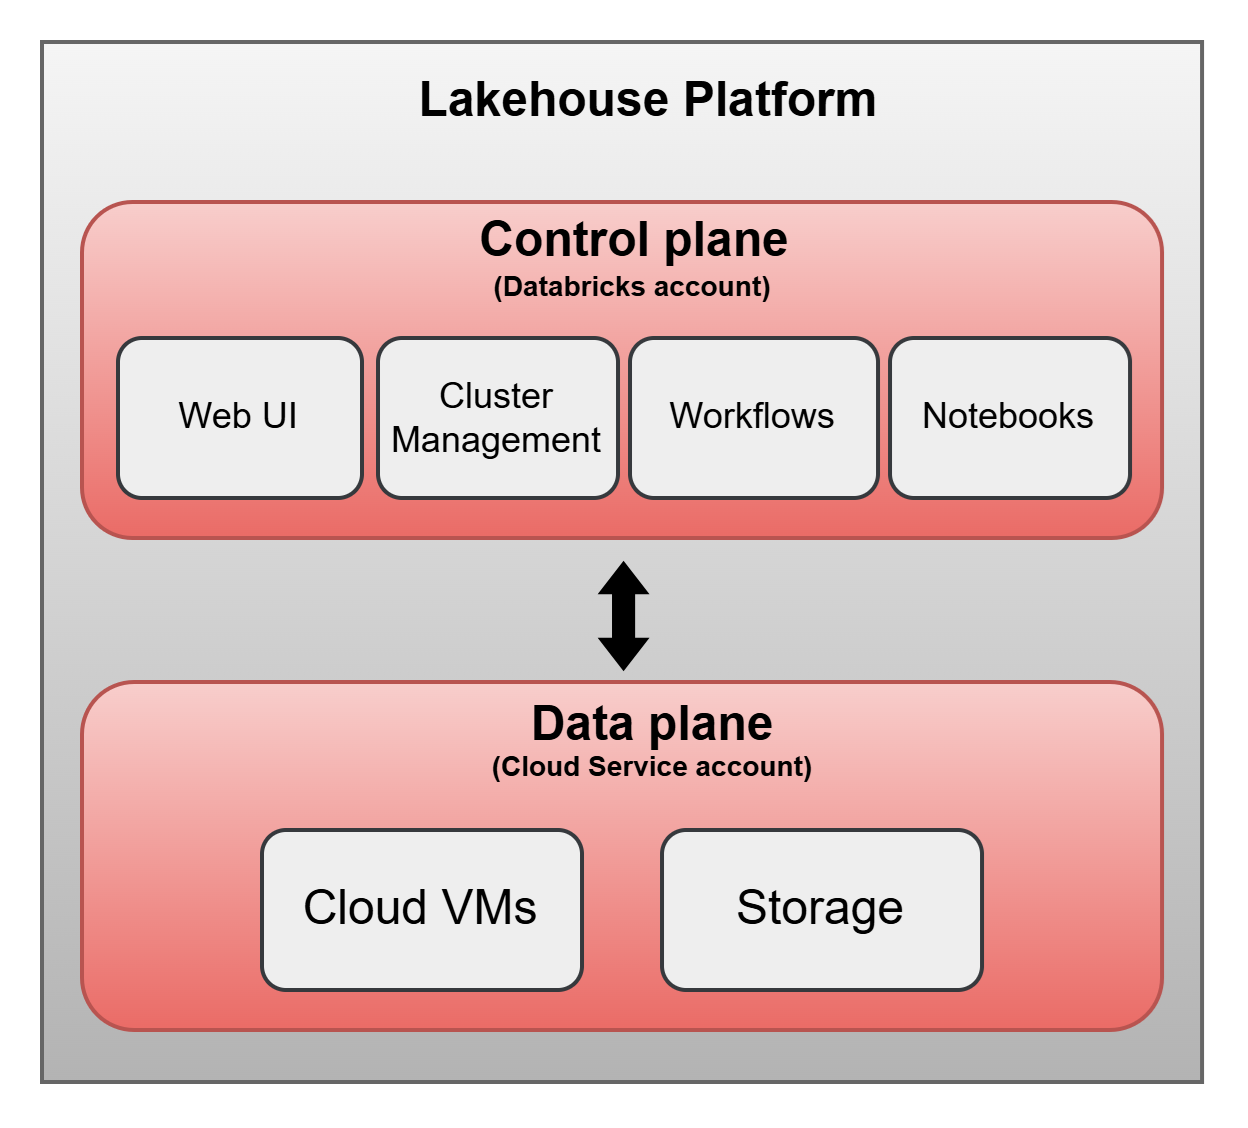 Lakehouse Platform
Control plane
(Databricks account)
Web UI
Cluster
Management
Workflows
Notebooks
Data plane
(Cloud Service account)
Cloud VMs
Storage